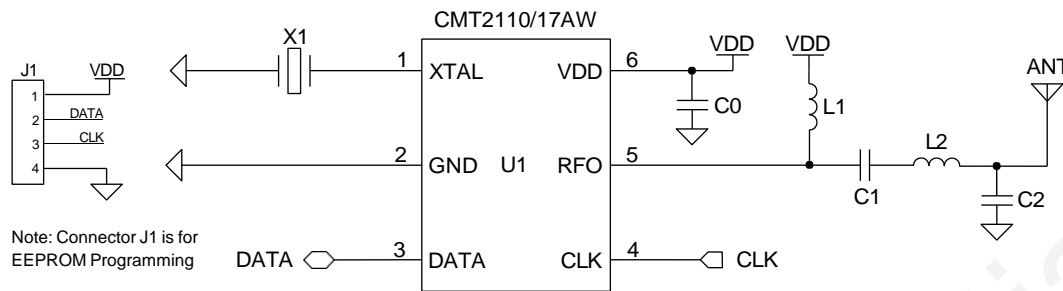 CMT2110/17AW
X1
J1
VDD
1
2
DATA
3
CLK
4
Note: Connector J1 is for
EEPROM Programming
1
XTAL
VDD
6
VDD
VDD
ANT
C0
L1
2
GND
U1
RFO
5
L2
C1
C2
DATA
3
DATA
CLK
4
CLK